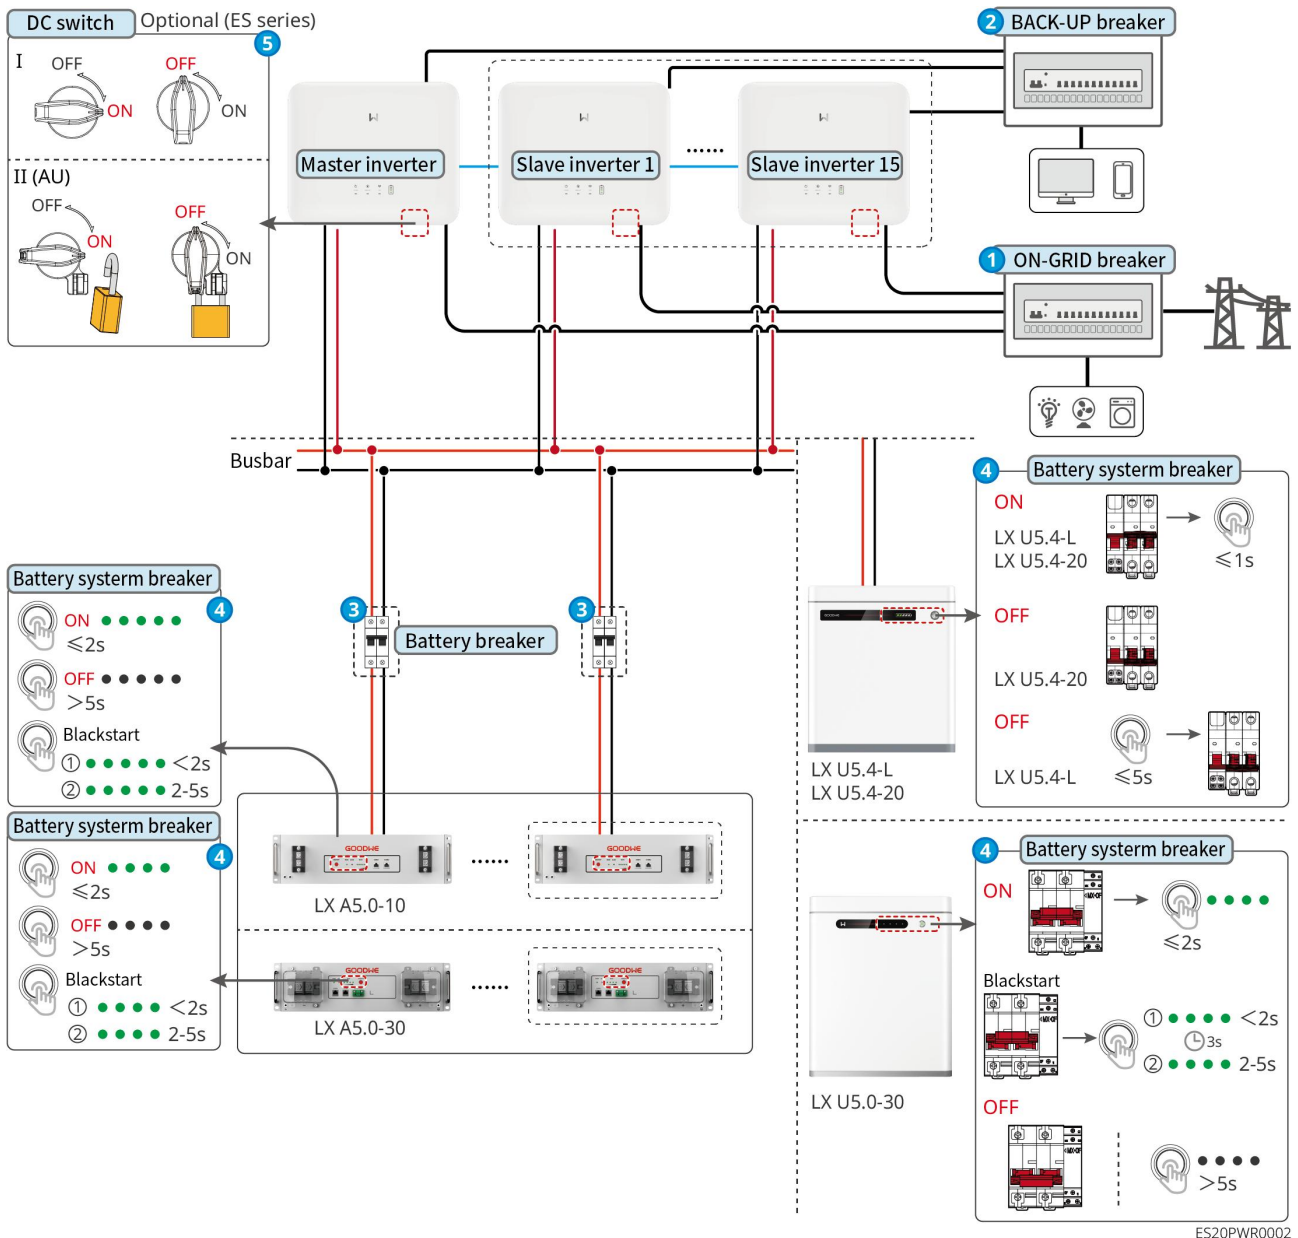 DC switch
Optional (ES series)
5
I
OFF
ON
OFF
ON
II (AU)
OFF
ON
OFF
ON
Master inverter
Slave inverter 1
......
Slave inverter 15
2
BACK-UP breaker
1
ON-GRID breaker
Busbar
3
Battery breaker
3
Battery systerm breaker
4
ON
≤2s
OFF
>5s
Blackstart
① <2s
② 2-5s
Battery systerm breaker
4
ON
≤2s
OFF
>5s
Blackstart
① <2s
② 2-5s
GOODWE
......
GOODWE
LX A5.0-10
GOODWE
......
GOODWE
LX A5.0-30
GOODWE
LX U5.4-L
LX U5.4-20
4
Battery systerm breaker
ON
LX U5.4-L
LX U5.4-20
≤1s
OFF
LX U5.4-20
OFF
LX U5.4-L
≤5s
LX U5.0-30
4
Battery systerm breaker
ON
≤2s
Blackstart
① <2s
3s
② 2-5s
OFF
>5s
ES20PWR0002